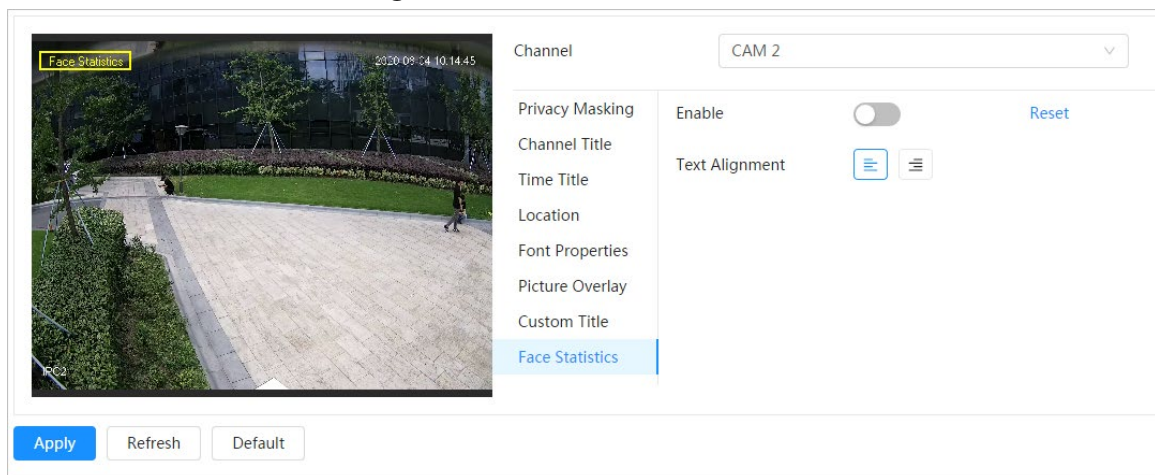 Face Statistics
2020-09-04 10:14:45
IPC2
Channel
CAM 2
Privacy Masking
Channel Title
Time Title
Location
Font Properties
Picture Overlay
Custom Title
Face Statistics
Enable
Reset
Text Alignment
Apply
Refresh
Default